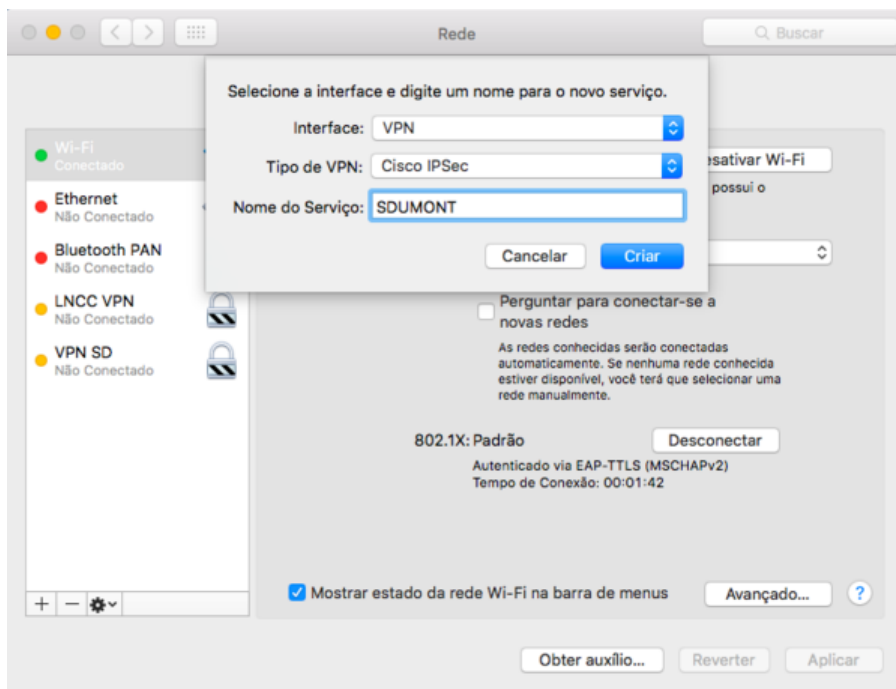 Rede
Buscar
Selecione a interface e digite um nome para o novo serviço.
Interface: VPN
Tipo de VPN: Cisco IPSec
Nome do Serviço: SDUMONT
Cancelar Criar
Wi-Fi
Conectado
Ethernet
Não Conectado
Bluetooth PAN
Não Conectado
LNCC VPN
Não Conectado
VPN SD
Não Conectado
esativar Wi-Fi
possui o
Perguntar para conectar-se a
novas redes
As redes conhecidas serão conectadas
automaticamente. Se nenhuma rede conhecida
estiver disponível, você terá que selecionar uma
rede manualmente.
802.1X: Padrão Desconectar
Autenticado via EAP-TTLS (MSCHAPv2)
Tempo de Conexão: 00:01:42
Mostrar estado da rede Wi-Fi na barra de menus
Avançado... ?
Obter auxílio... Reverter Aplicar